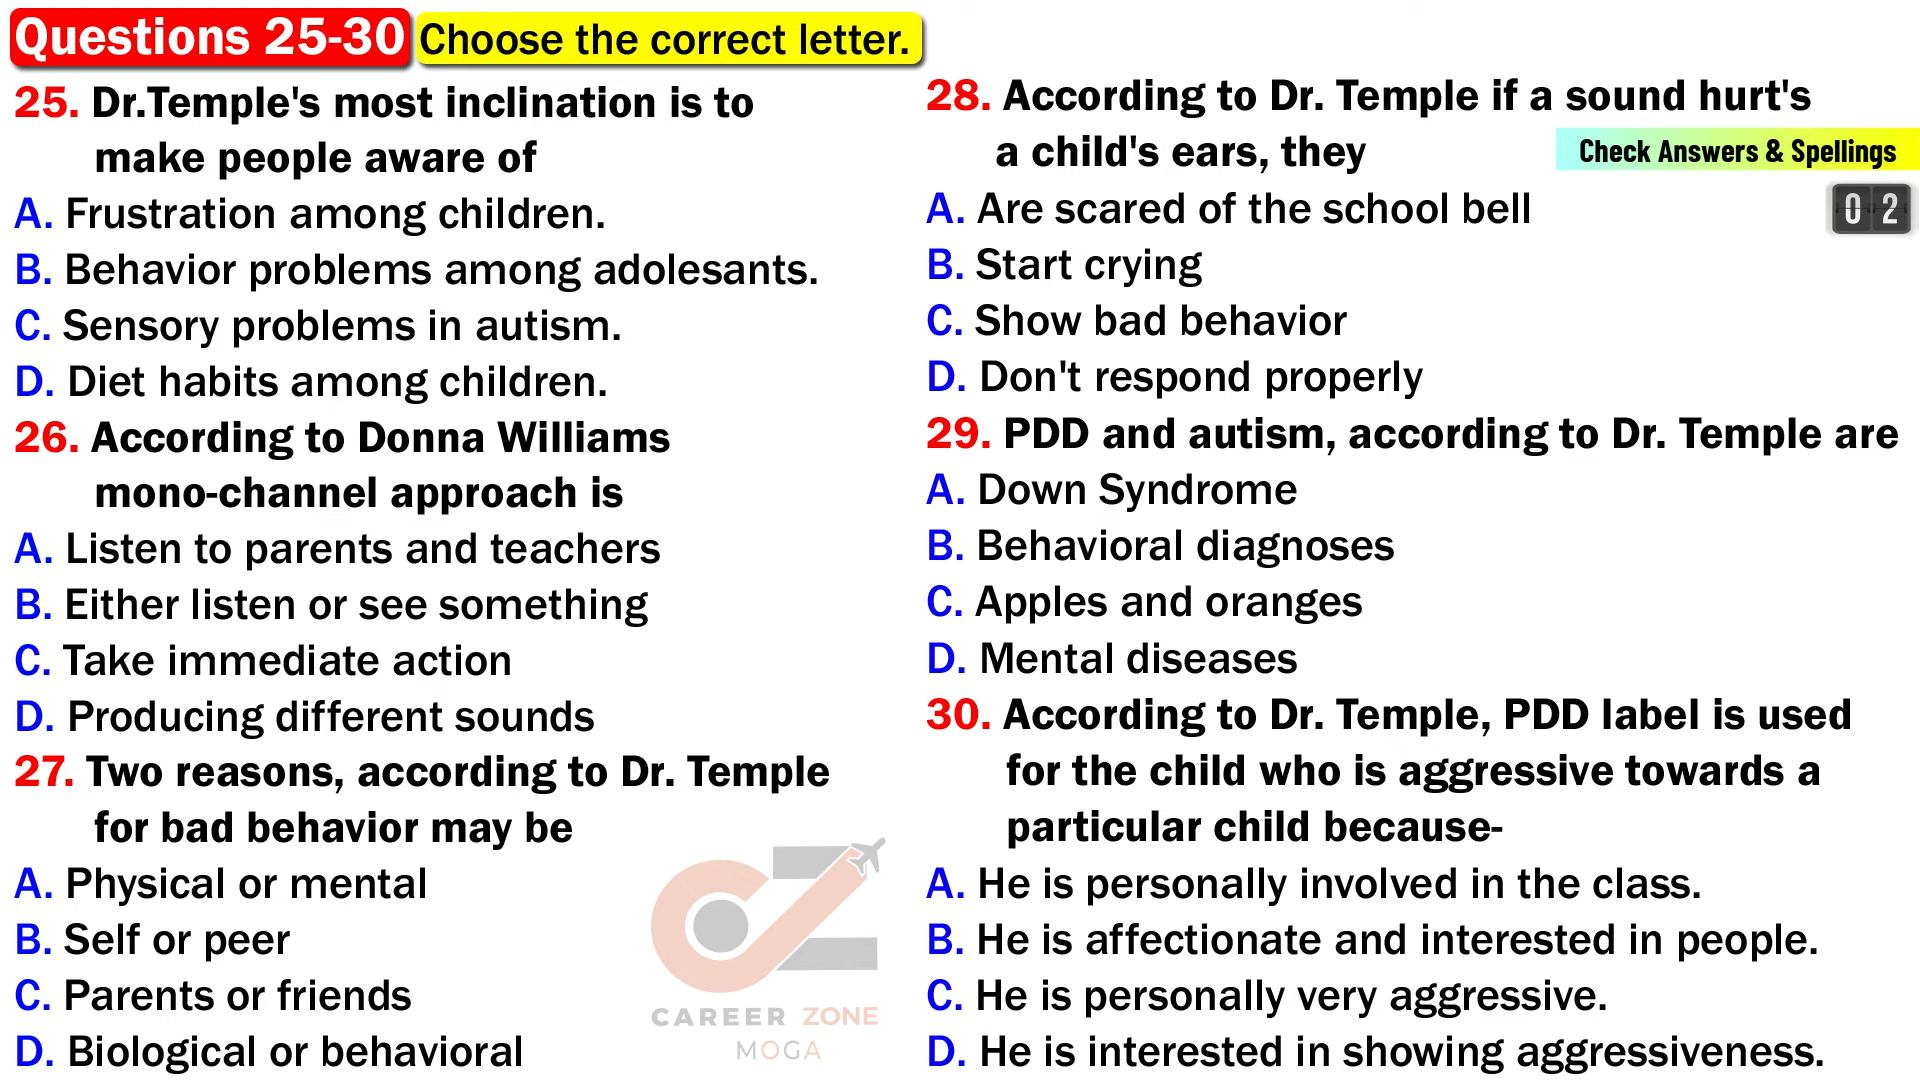 Questions 25-30 Choose the correct letter.
25. Dr.Temple's most inclination is to
make people aware of
A. Frustration among children.
B. Behavior problems among adolesants.
C. Sensory problems in autism.
D. Diet habits among children.
26. According to Donna Williams
mono-channel approach is
A. Listen to parents and teachers
B. Either listen or see something
C. Take immediate action
D. Producing different sounds
27. Two reasons, according to Dr. Temple
for bad behavior may be
A. Physical or mental
B. Self or peer
C. Parents or friends
D. Biological or behavioral
CAREER ZONE
MOGA
28. According to Dr. Temple if a sound hurt's
a child's ears, they
Check Answers & Spellings
02
A. Are scared of the school bell
B. Start crying
C. Show bad behavior
D. Don't respond properly
29. PDD and autism, according to Dr. Temple are
A. Down Syndrome
B. Behavioral diagnoses
C. Apples and oranges
D. Mental diseases
30. According to Dr. Temple, PDD label is used
for the child who is aggressive towards a
particular child because-
A. He is personally involved in the class.
B. He is affectionate and interested in people.
C. He is personally very aggressive.
D. He is interested in showing aggressiveness.